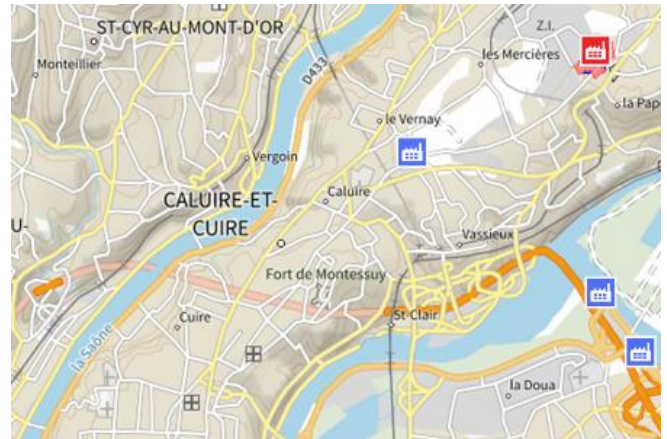 ST-CYR-AU-MONT-D'OR
Z.I.
Monteillier
les Mercières
D433
la Pap
le Vernay
Vergoin
CALUIRE-ET-
CUIRE
Caluire
U-
Vassieux
Fort de Montessuy
Cuire
St-Clair
la Saône
la Doua